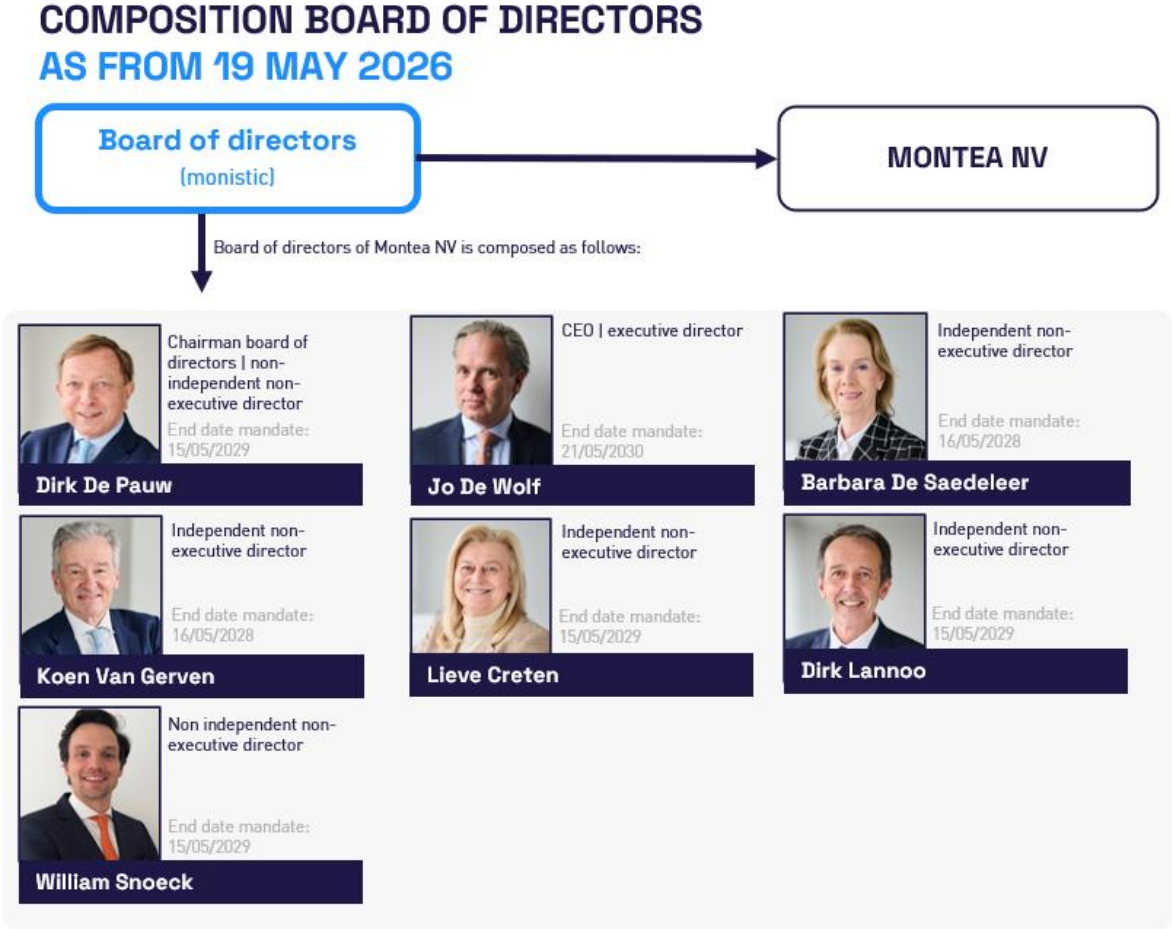 COMPOSITION BOARD OF DIRECTORS
AS FROM 19 MAY 2026
Board of directors
(monistic)
MONTEA NV
Board of directers of Montea NV is composed as follows:
Chairman board of
directors | non-
independent non-
executive director
End date mandate:
15/05/2029
Dirk De Pauw
CEO | executive director
End date mandate:
21/05/2030
Jo De Wolf
Independent non-
executive director
End date mandate:
16/05/2028
Barbara De Saedeleer
Independent non-
executive director
End date mandate:
16/05/2028
Koen Van Gerven
Independent non-
executive director
End date mandate:
15/05/2029
Lieve Creten
Independent non-
executive director
End date mandate:
15/05/2029
Dirk Lannoo
Non independent non-
executive director
End date mandate:
15/05/2029
William Snoeck